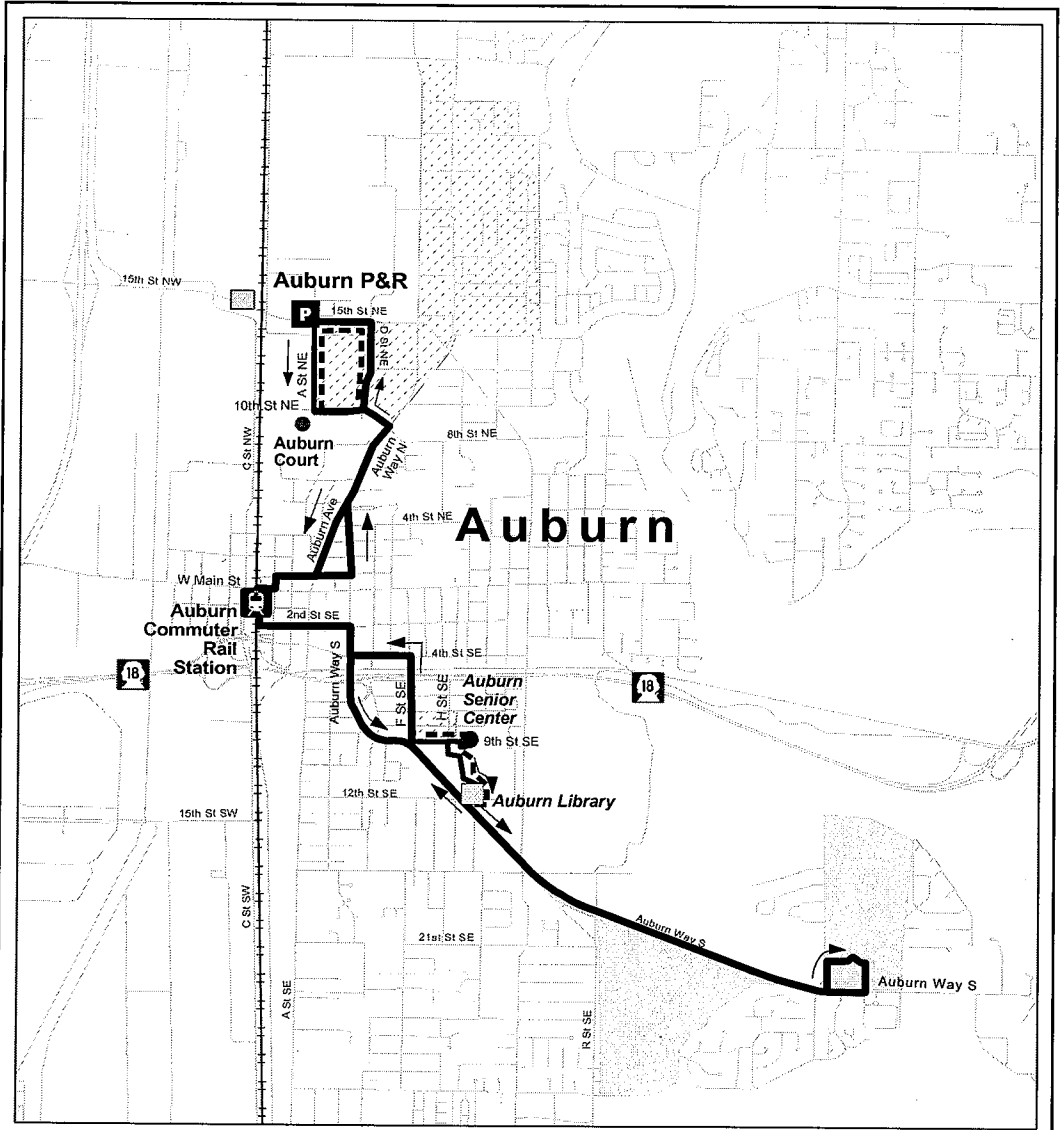 15th St NW
Auburn P&R
P
15th St NE
D St NE
A St NE
10th St NE
Auburn
Court
C St NW
Auburn
Way N
8th St NE
Auburn Ave
4th St NE
Auburn
W Main St
Auburn
Commuter
Rail
Station
2nd St SE
18
Auburn Way S
4th St SE
F St SE
H St SE
Auburn
Senior
Center
18
9th St SE
12th St SE
Auburn Library
15th St SW
C St SW
21st St SE
Auburn Way S
Auburn Way S
A St SE
R St SE